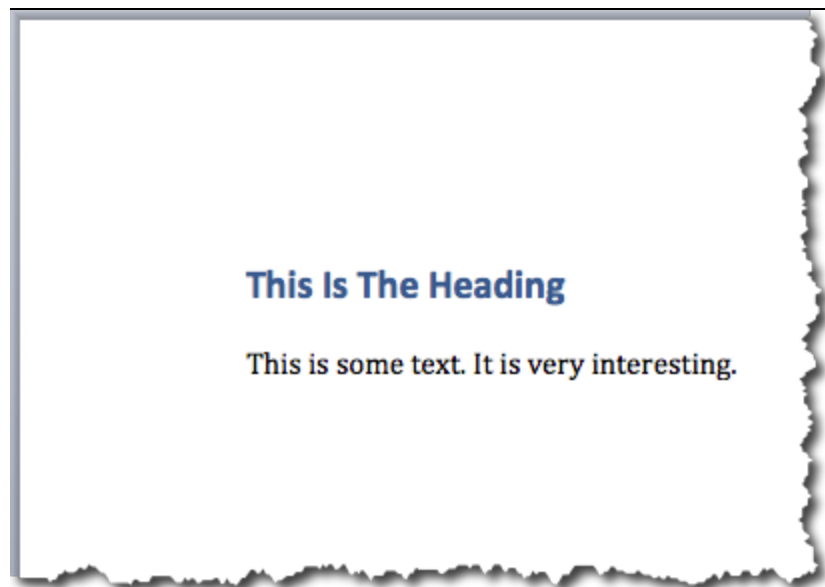 This Is The Heading
This is some text. It is very interesting.